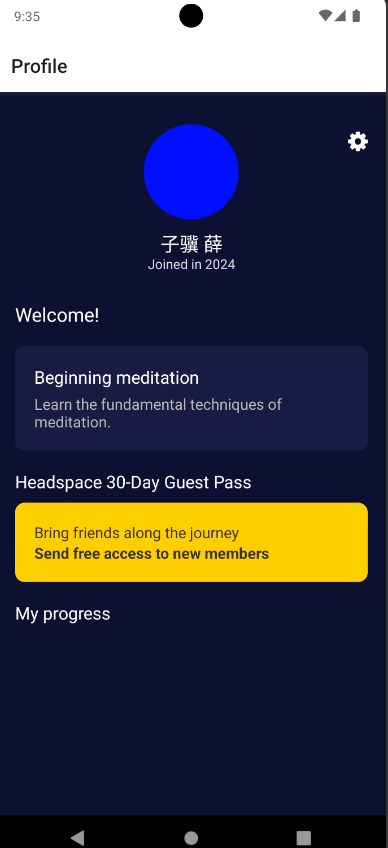 9:35
Profile
子骥 薛
Joined in 2024
Welcome!
Beginning meditation
Learn the fundamental techniques of
meditation.
Headspace 30-Day Guest Pass
Bring friends along the journey
Send free access to new members
My progress